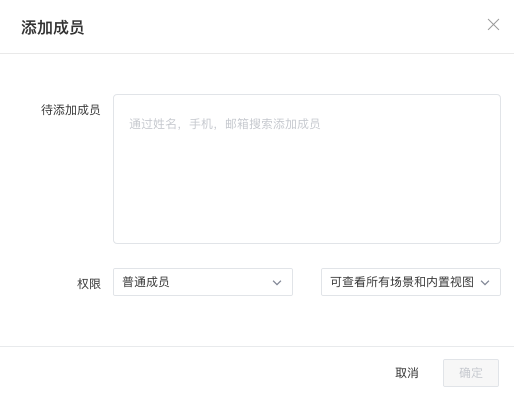 添加成员
待添加成员
通过姓名，手机，邮箱搜索添加成员
权限
普通成员
可查看所有场景和内置视图
取消
确定